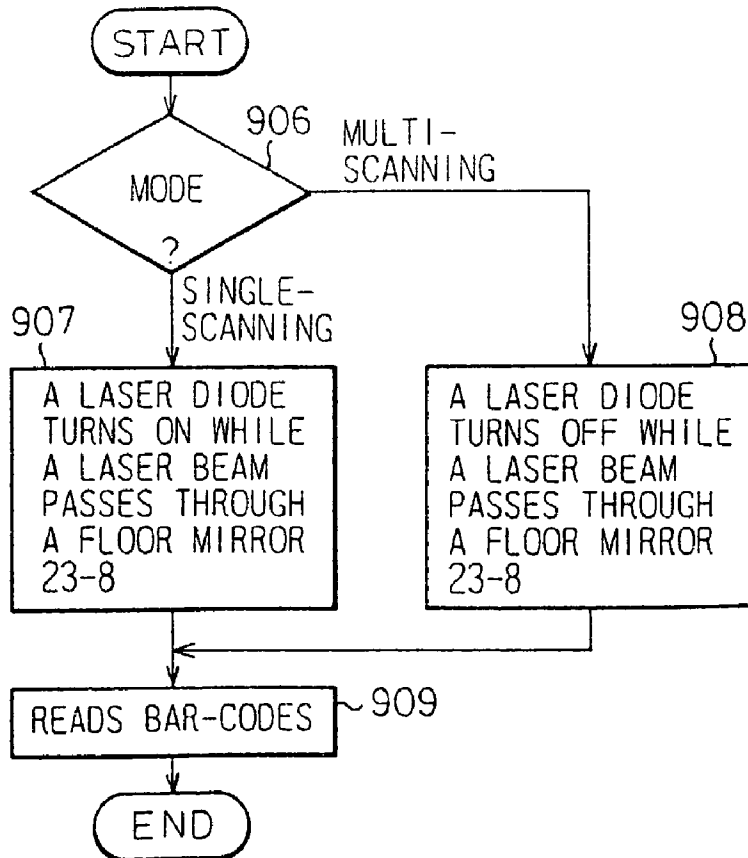 START
906
MULTI-
SCANNING
MODE
?
SINGLE-
SCANNING
907
A LASER DIODE
TURNS ON WHILE
A LASER BEAM
PASSES THROUGH
A FLOOR MIRROR
23-8
908
A LASER DIODE
TURNS OFF WHILE
A LASER BEAM
PASSES THROUGH
A FLOOR MIRROR
23-8
READS BAR-CODES
909
END